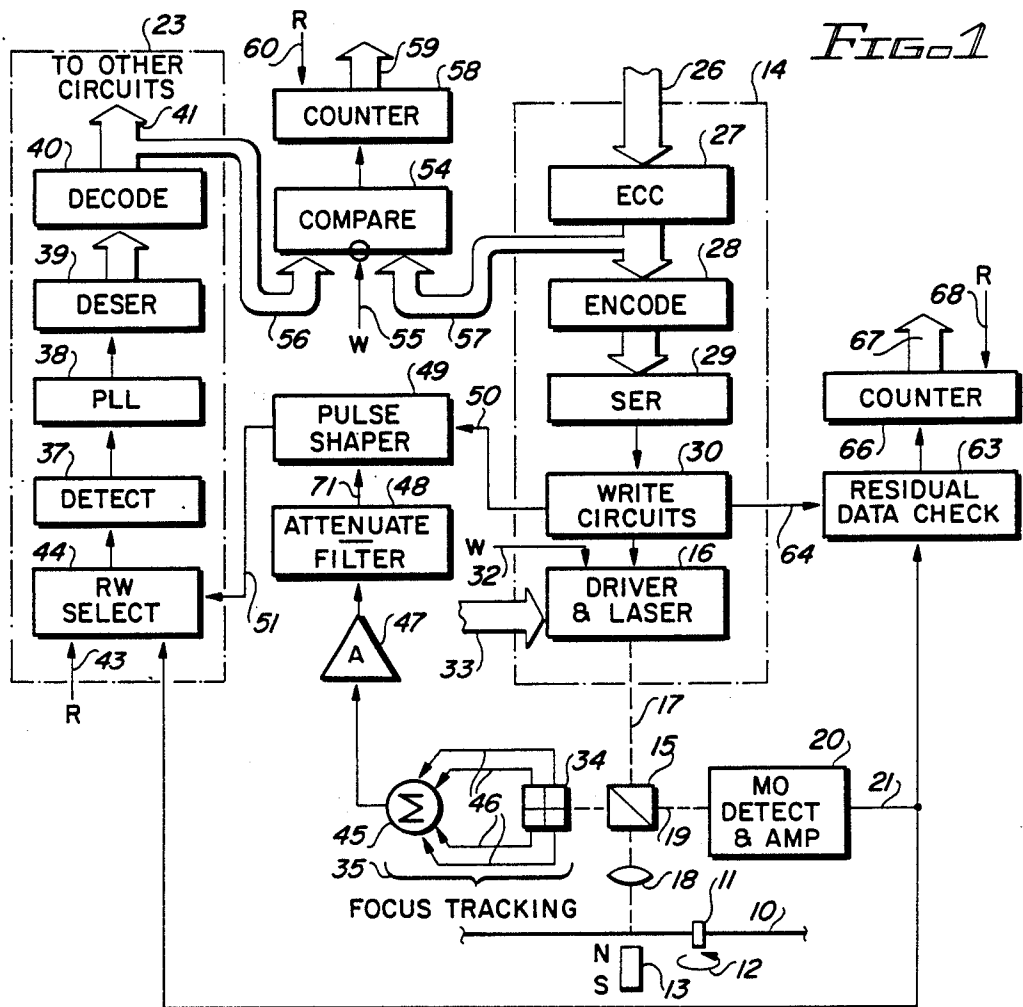 FIG. 1
23
R
60
59
TO OTHER
CIRCUITS
41
58
COUNTER
26
14
40
DECODE
54
COMPARE
27
ECC
39
DESER
56
W
55
57
28
ENCODE
R
68
67
38
PLL
49
PULSE
SHAPER
50
29
SER
COUNTER
66
63
37
DETECT
71
48
ATTENUATE
FILTER
30
WRITE
CIRCUITS
RESIDUAL
DATA CHECK
64
44
RW
SELECT
51
W
32
16
DRIVER
& LASER
33
43
R
47
A
17
34
15
20
MO
DETECT
& AMP
21
Σ
45
46
46
19
35
18
11
10
FOCUS TRACKING
N
S
13
12